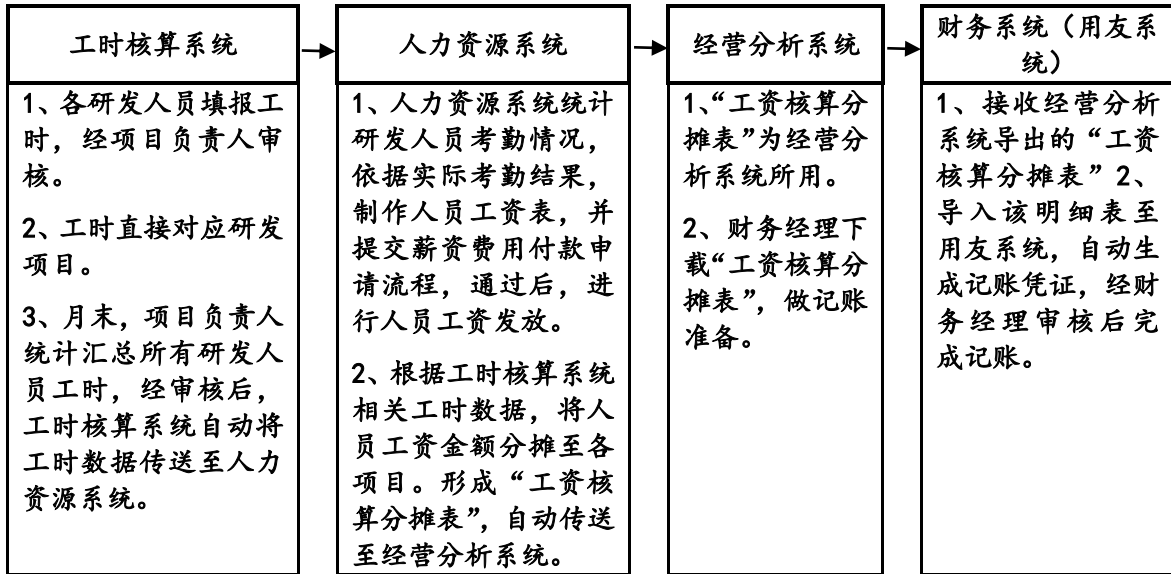 工时核算系统
1、各研发人员填报工
时，经项目负责人审
核。
2、工时直接对应研发
项目。
3、月末，项目负责人
统计汇总所有研发人
员工时，经审核后，
工时核算系统自动将
工时数据传送至人力
资源系统。
人力资源系统
1、人力资源系统统计
研发人员考勤情况，
依据实际考勤结果，
制作人员工资表，并
提交薪资费用付款申
请流程，通过后，进
行人员工资发放。
2、根据工时核算系统
相关工时数据，将人
员工资金额分摊至各
项目。形成“工资核
算分摊表”，自动传送
至经营分析系统。
经营分析系统
1、“工资核算分
摊表”为经营分
析系统所用。
2、财务经理下
载“工资核算分
摊表”，做记账
准备。
财务系统（用友系
统）
1、接收经营分析
系统导出的“工资
核算分摊表”2、
导入该明细表至
用友系统，自动生
成记账凭证，经财
务经理审核后完
成记账。